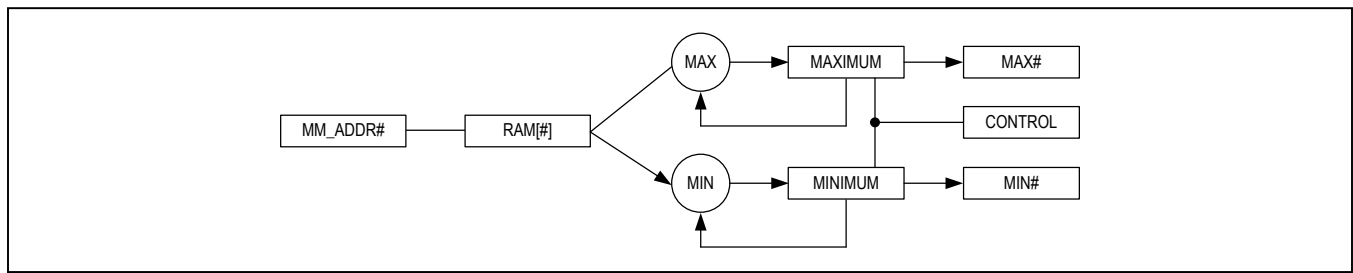 MAX
MAXIMUM
MAX#
MM_ADDR#
RAM[#]
CONTROL
MIN
MINIMUM
MIN#